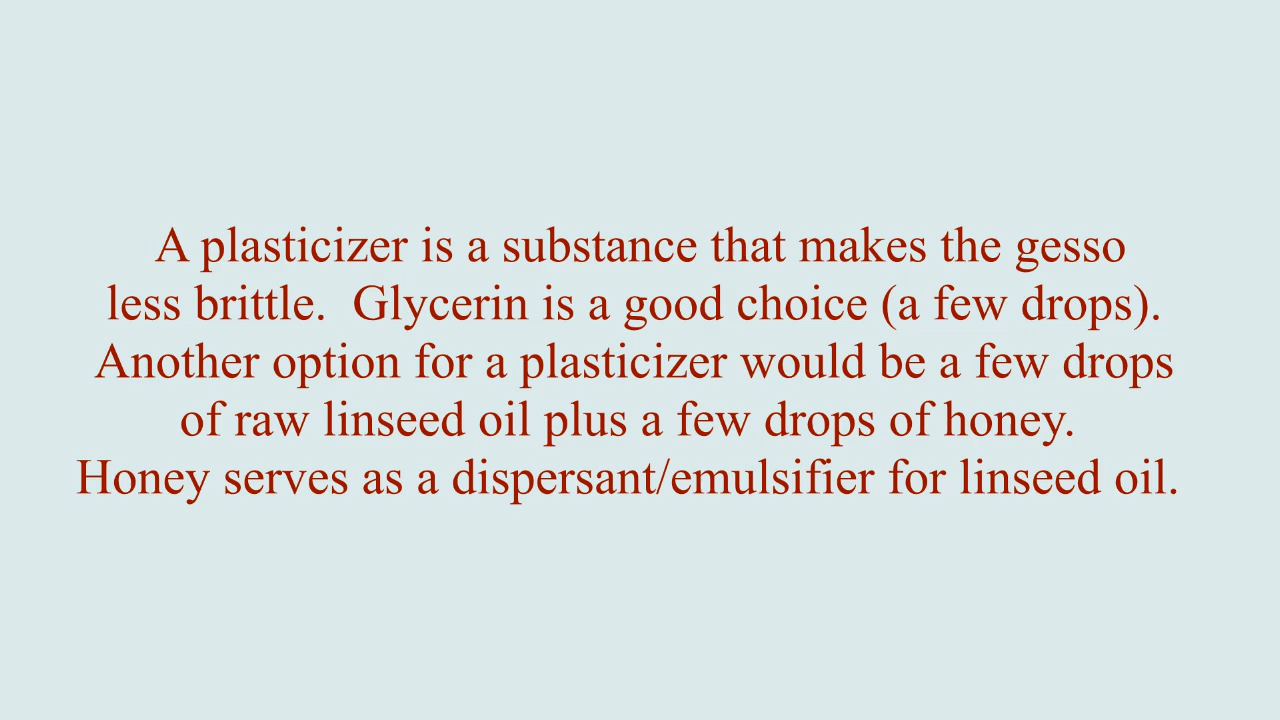 A plasticizer is a substance that makes the gesso
less brittle.  Glycerin is a good choice (a few drops).
Another option for a plasticizer would be a few drops
of raw linseed oil plus a few drops of honey.
Honey serves as a dispersant/emulsifier for linseed oil.